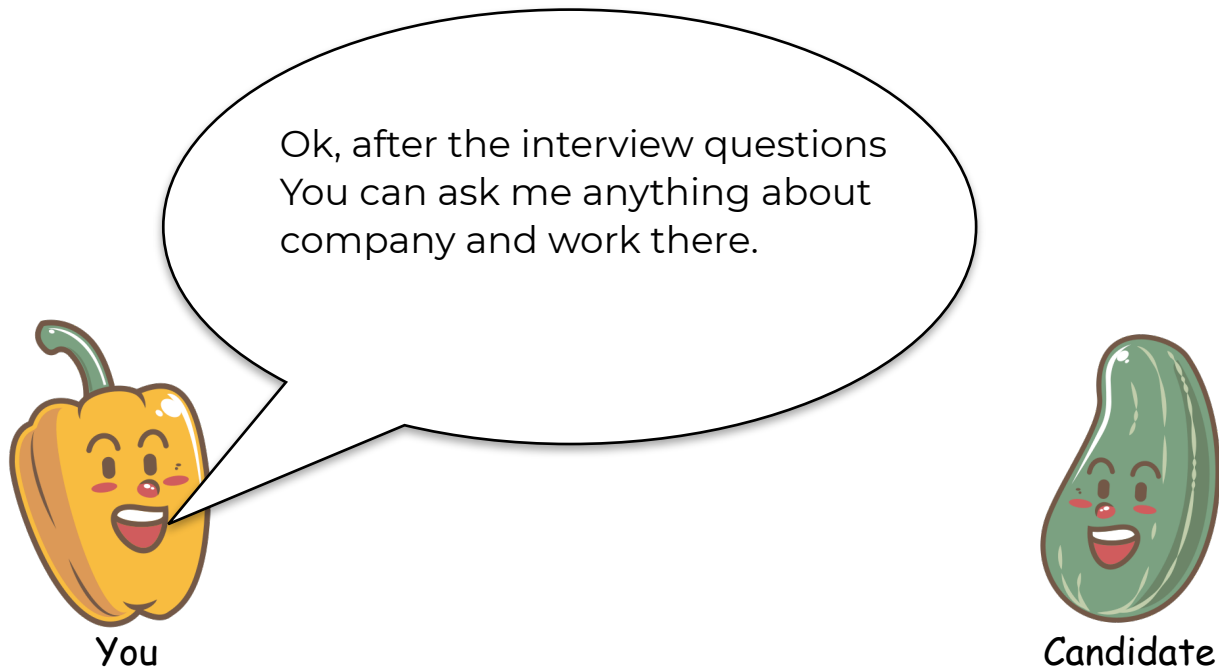 Ok, after the interview questions
You can ask me anything about
company and work there.
You
Candidate